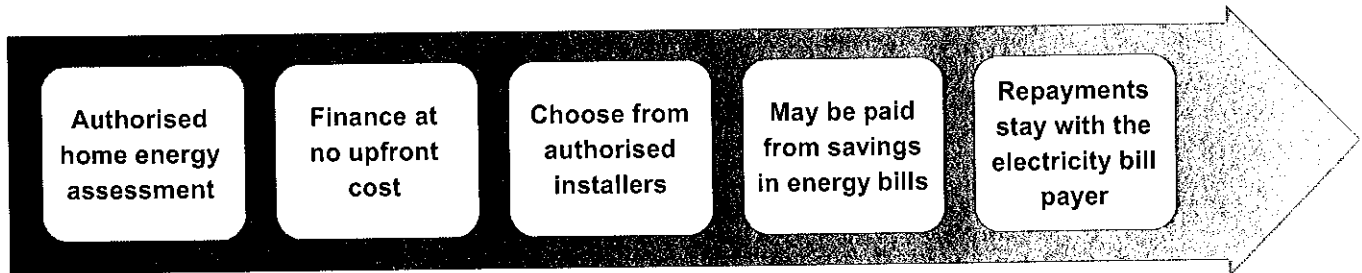 Authorised
home energy
assessment
Finance at
no upfront
cost
Choose from
authorised
installers
May be paid
from savings
in energy bills
Repayments
stay with the
electricity bill
payer